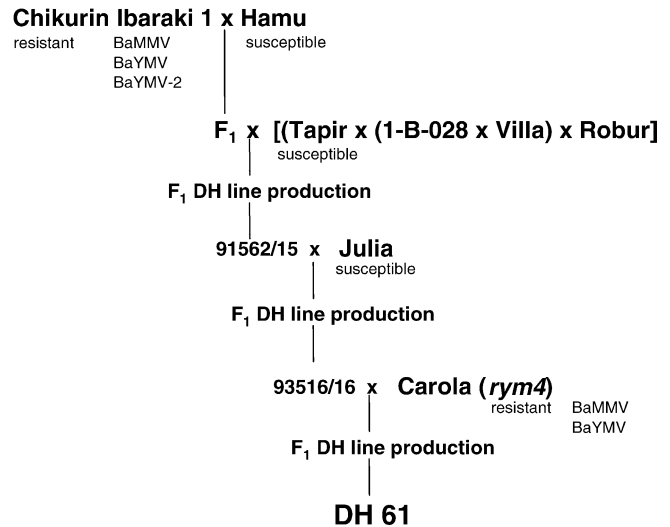 Chikurin Ibaraki 1 x Hamu
resistant BaMMV susceptible
BaYMV
BaYMV-2
F1 x [(Tapir x (1-B-028 x Villa) x Robur]
susceptible
F1 DH line production
91562/15 x Julia
susceptible
F1 DH line production
93516/16 x Carola (rym4)
resistant BaMMV
BaYMV
F1 DH line production
DH 61